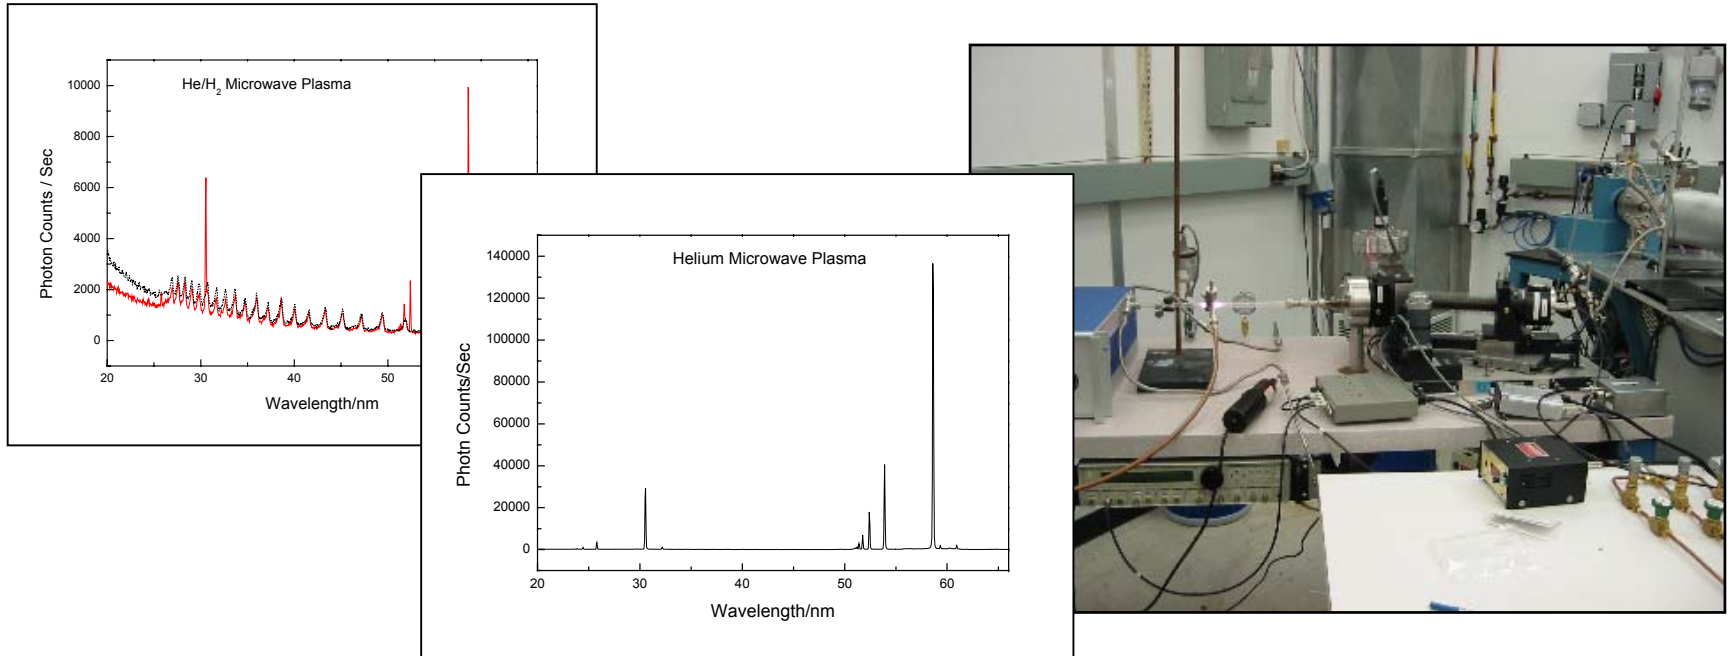 He/H2 Microwave Plasma
10000
8000
6000
4000
2000
0
Photon Counts / Sec
20 30 40 50
Wavelength/nm
Helium Microwave Plasma
140000
120000
100000
80000
60000
40000
20000
0
Photn Counts/Sec
20 30 40 50 60
Wavelength/nm